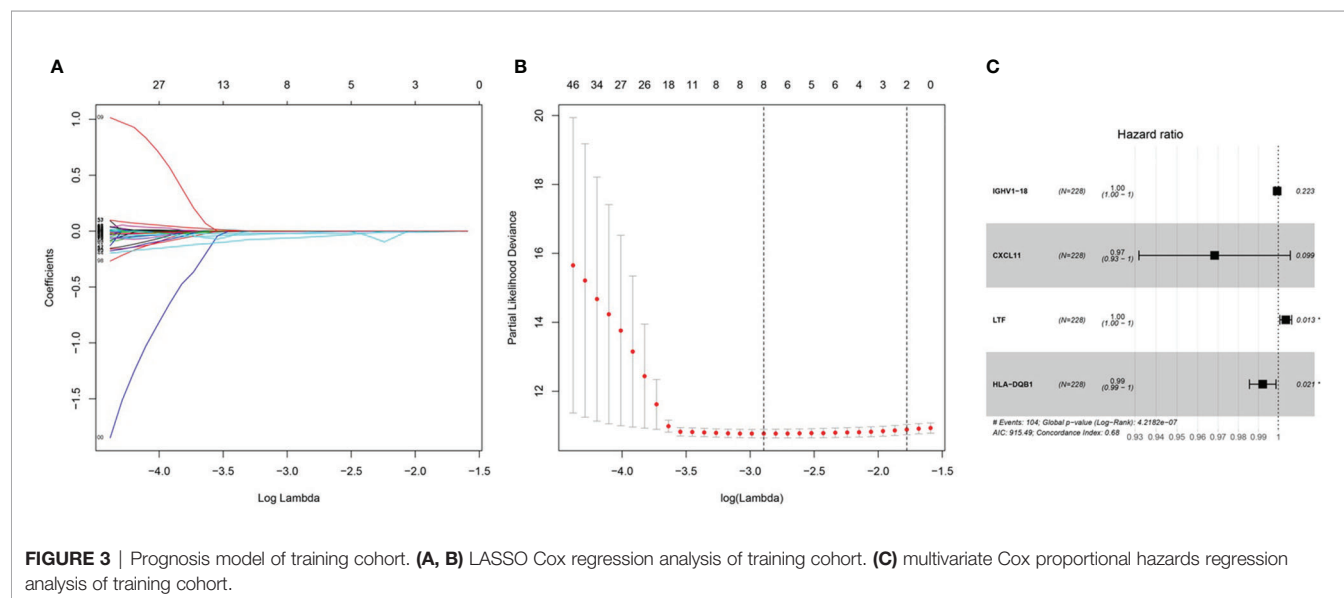 A
27 13 8 5 3 0
1.0
0.5
0.0
−0.5
−1.0
−1.5
Coefficients
09
53
98
00
−4.0 −3.5 −3.0 −2.5 −2.0 −1.5
Log Lambda
B
46 34 27 26 18 11 8 8 8 8 6 5 6 4 3 2 0
20
18
16
14
12
Partial Likelihood Deviance
−4.0 −3.5 −3.0 −2.5 −2.0 −1.5
log(Lambda)
C
Hazard ratio
IGHV1−18 (N=228) 1.00 (1.00 − 1) 0.223
CXCL11 (N=228) 0.97 (0.93 − 1) 0.099
LTF (N=228) 1.00 (1.00 − 1) 0.013 *
HLA−DQB1 (N=228) 0.99 (0.99 − 1) 0.021 *
# Events: 104; Global p−value (Log−Rank): 4.2182e−07
AIC: 915.49; Concordance Index: 0.68
0.93 0.94 0.95 0.96 0.97 0.98 0.99 1
FIGURE 3 | Prognosis model of training cohort. (A, B) LASSO Cox regression analysis of training cohort. (C) multivariate Cox proportional hazards regression
analysis of training cohort.